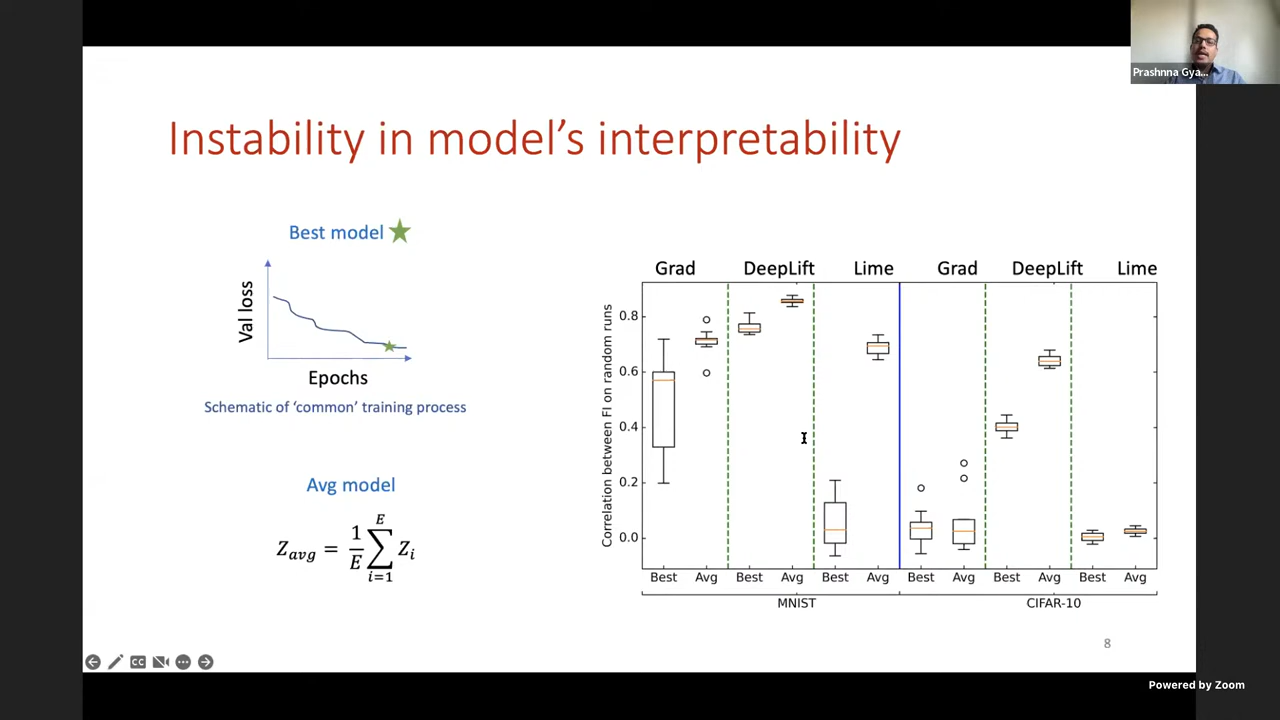 Prashnna Gya...
Instability in model's interpretability
Best model
Val loss
Epochs
Schematic of 'common' training process
Avg model
Z_avg = 1/E ∑_{i=1}^{E} Z_i
Grad DeepLift Lime Grad DeepLift Lime
Correlation between FI on random runs
0.8
0.6
0.4
0.2
0.0
Best Avg Best Avg Best Avg Best Avg Best Avg Best Avg
MNIST CIFAR-10
8
CC
Powered by Zoom